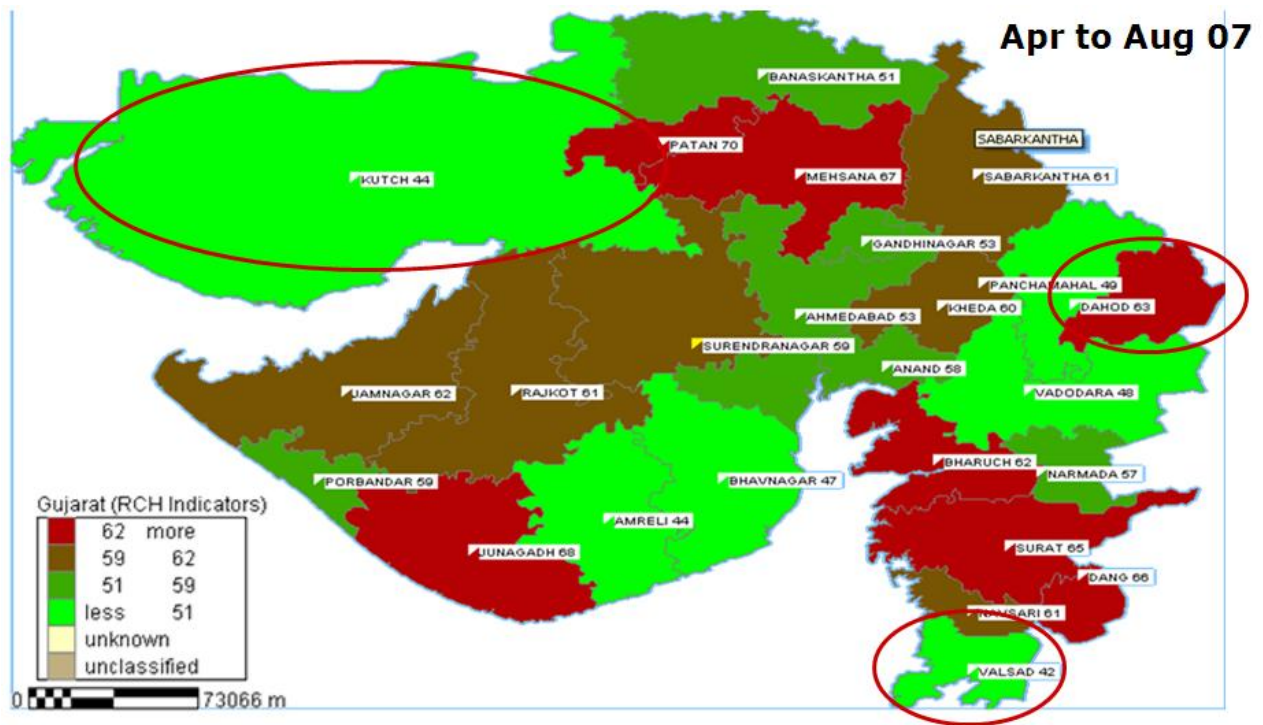 Apr to Aug 07
BANASKANTHA 51
SABARKANTHA
PATAN 70
KUTCH 44
MEHSANA 67
SABARKANTHA 61
GANDHINAGAR 53
PANCHAMAHAL 49
KHEDA 60
DAHOD 63
AHMEDABAD 53
SURENDRANAGAR 59
ANAND 58
JAMNAGAR 62
RAJKOT 61
VADODARA 48
BHARUCH 62
NARMADA 57
PORBANDAR 59
BHAVNAGAR 47
AMRELI 44
JUNAGADH 68
SURAT 65
DANG 66
NAVSARI 61
VALSAD 42
Gujarat (RCH Indicators)
62 more
59 62
51 59
less 51
unknown
unclassified
0 73066 m